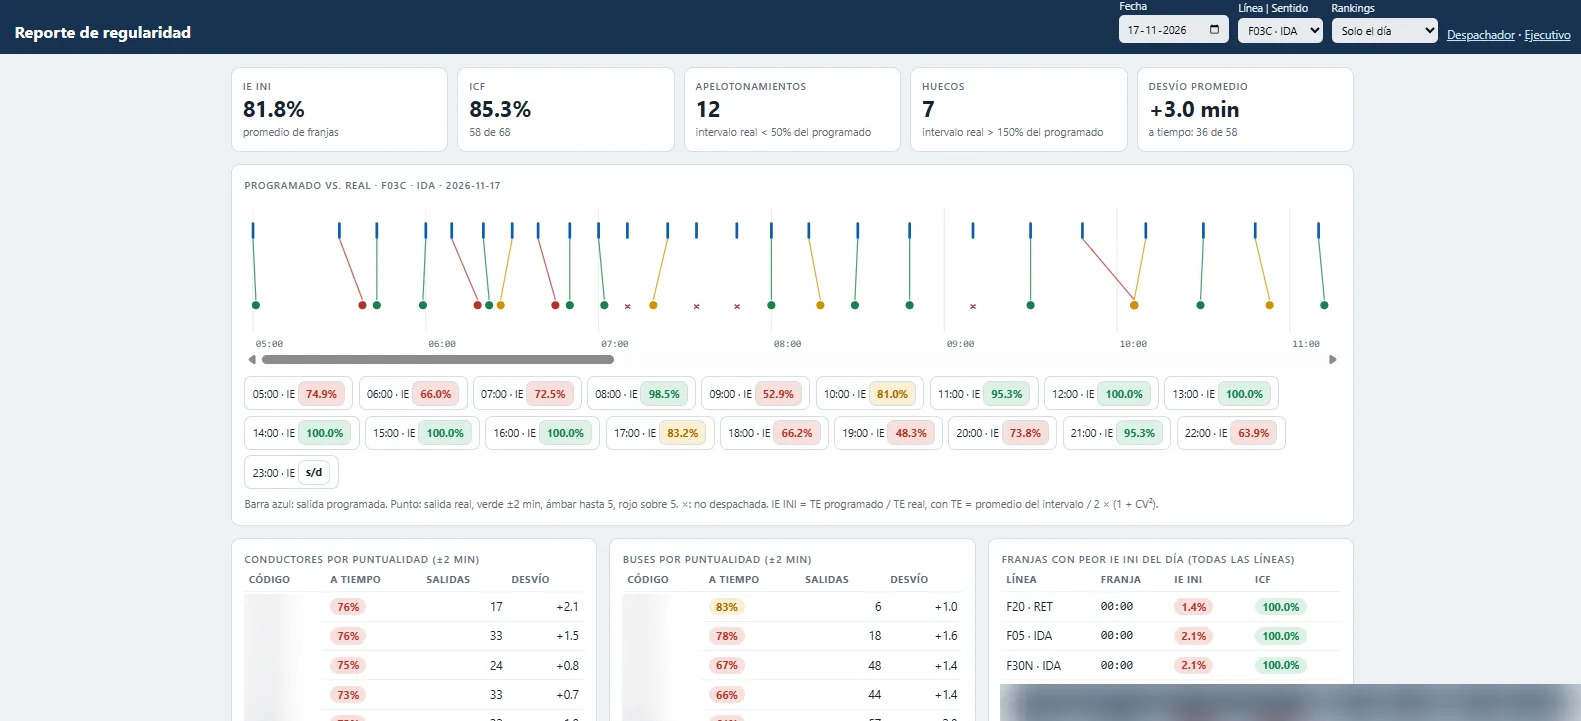 Reporte de regularidad
Fecha
17-11-2026
Línea | Sentido
F03C · IDA
Rankings
Solo el día
Despachador · Ejecutivo
IE INI
81.8%
promedio de franjas
ICF
85.3%
58 de 68
APELOTONAMIENTOS
12
intervalo real < 50% del programado
HUECOS
7
intervalo real > 150% del programado
DESVÍO PROMEDIO
+3.0 min
a tiempo: 36 de 58
PROGRAMADO VS. REAL · F03C · IDA · 2026-11-17
05:00 06:00 07:00 08:00 09:00 10:00 11:00
05:00 · IE 74.9% 06:00 · IE 66.0% 07:00 · IE 72.5% 08:00 · IE 98.5% 09:00 · IE 52.9% 10:00 · IE 81.0% 11:00 · IE 95.3% 12:00 · IE 100.0% 13:00 · IE 100.0%
14:00 · IE 100.0% 15:00 · IE 100.0% 16:00 · IE 100.0% 17:00 · IE 83.2% 18:00 · IE 66.2% 19:00 · IE 48.3% 20:00 · IE 73.8% 21:00 · IE 95.3% 22:00 · IE 63.9%
23:00 · IE s/d
Barra azul: salida programada. Punto: salida real, verde ±2 min, ámbar hasta 5, rojo sobre 5. ×: no despachada. IE INI = TE programado / TE real, con TE = promedio del intervalo / 2 × (1 + CV²).
CONDUCTORES POR PUNTUALIDAD (±2 MIN)
CÓDIGO A TIEMPO SALIDAS DESVÍO
76% 17 +2.1
76% 33 +1.5
75% 24 +0.8
73% 33 +0.7
BUSES POR PUNTUALIDAD (±2 MIN)
CÓDIGO A TIEMPO SALIDAS DESVÍO
83% 6 +1.0
78% 18 +1.6
67% 48 +1.4
66% 44 +1.4
FRANJAS CON PEOR IE INI DEL DÍA (TODAS LAS LÍNEAS)
LÍNEA FRANJA IE INI ICF
F20 · RET 00:00 1.4% 100.0%
F05 · IDA 00:00 2.1% 100.0%
F30N · IDA 00:00 2.1% 100.0%